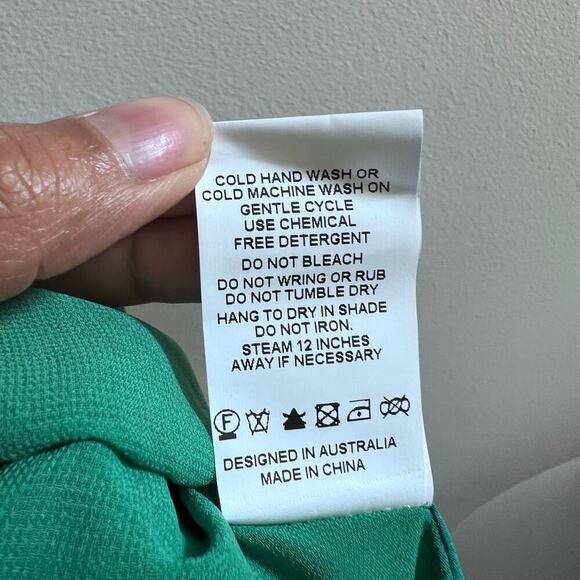 COLD HAND WASH OR
COLD MACHINE WASH ON
GENTLE CYCLE
USE CHEMICAL
FREE DETERGENT
DO NOT BLEACH
DO NOT WRING OR RUB
DO NOT TUMBLE DRY
HANG TO DRY IN SHADE
DO NOT IRON.
STEAM 12 INCHES
AWAY IF NECESSARY
F
DESIGNED IN AUSTRALIA
MADE IN CHINA